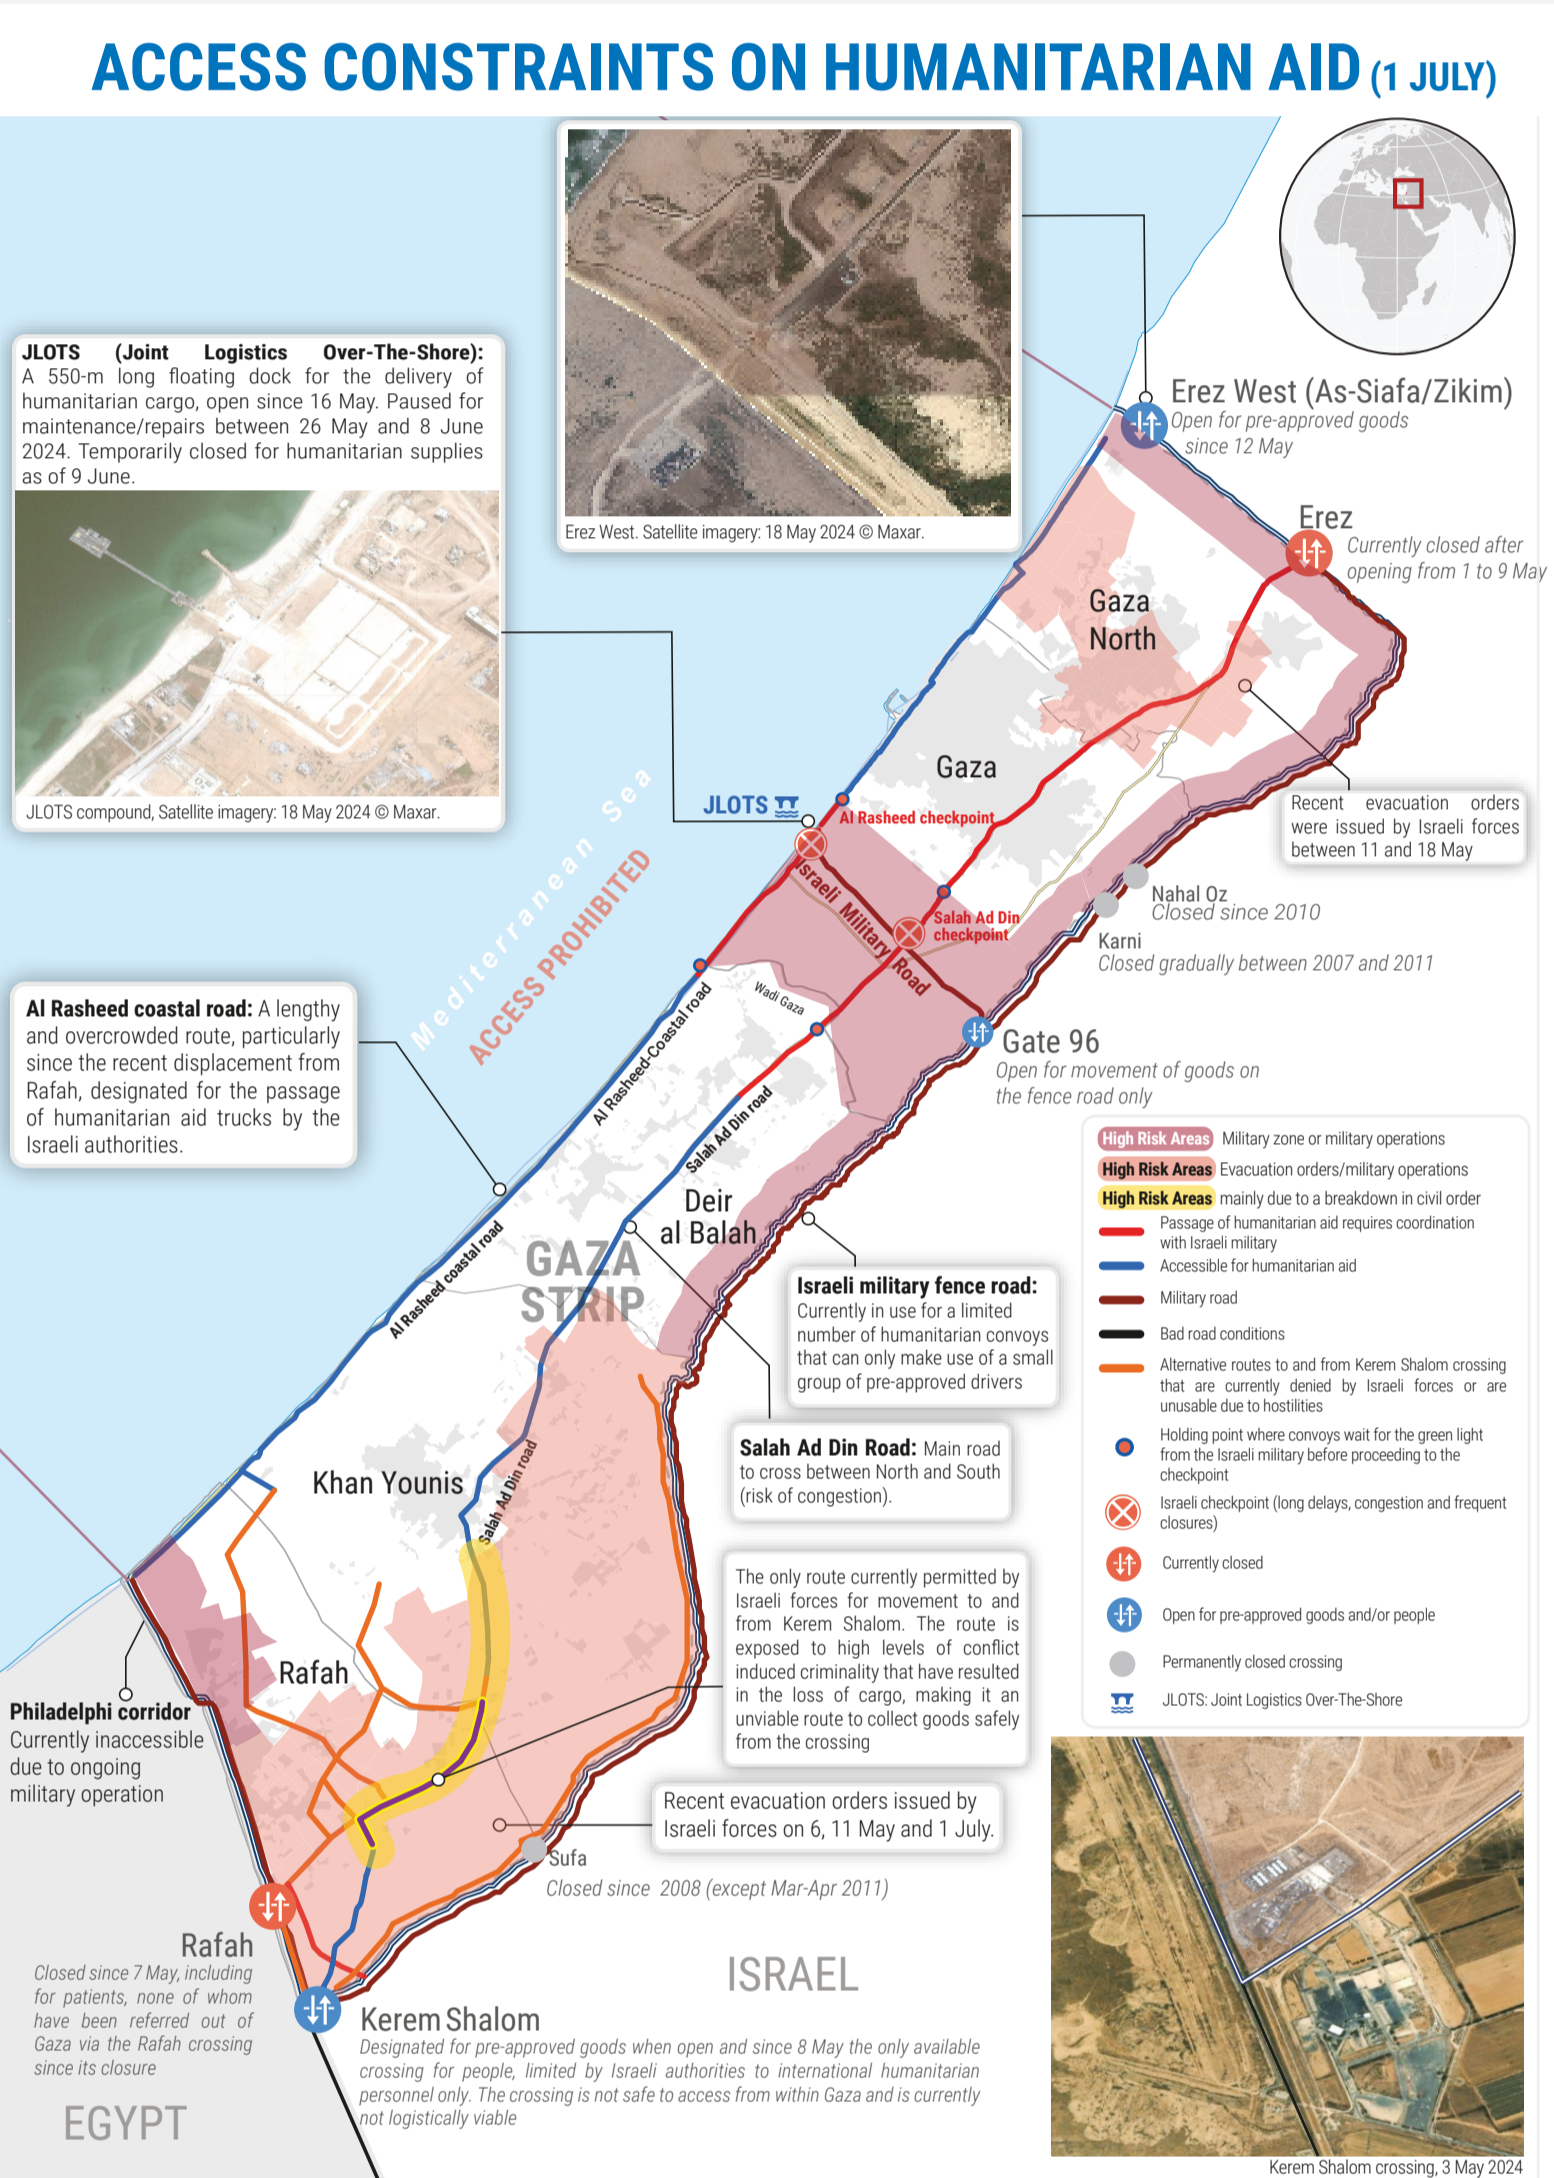 ACCESS CONSTRAINTS ON HUMANITARIAN AID (1 JULY)
JLOTS (Joint Logistics Over-The-Shore):
A 550-m long floating dock for the delivery of
humanitarian cargo, open since 16 May. Paused for
maintenance/repairs between 26 May and 8 June
2024. Temporarily closed for humanitarian supplies
as of 9 June.
JLOTS compound, Satellite imagery: 18 May 2024 © Maxar.
Erez West. Satellite imagery: 18 May 2024 © Maxar.
Erez West (As-Siafa/Zikim)
Open for pre-approved goods
since 12 May
Erez
Currently closed after
opening from 1 to 9 May
Gaza
North
Gaza
JLOTS
Al Rasheed checkpoint
Israeli Military Road
Salah Ad Din
checkpoint
Recent evacuation orders
were issued by Israeli forces
between 11 and 18 May
Nahal Oz
Closed since 2010
Karni
Closed gradually between 2007 and 2011
Mediterranean Sea
ACCESS PROHIBITED
Al Rasheed coastal road: A lengthy
and overcrowded route, particularly
since the recent displacement from
Rafah, designated for the passage
of humanitarian aid trucks by the
Israeli authorities.
Wadi Gaza
Al Rasheed-Coastal road
Salah Ad Din road
Gate 96
Open for movement of goods on
the fence road only
Deir
al Balah
GAZA
STRIP
Al Rasheed coastal road
High Risk Areas Military zone or military operations
High Risk Areas Evacuation orders/military operations
High Risk Areas mainly due to a breakdown in civil order
Passage of humanitarian aid requires coordination
with Israeli military
Accessible for humanitarian aid
Military road
Bad road conditions
Alternative routes to and from Kerem Shalom crossing
that are currently denied by Israeli forces or are
unusable due to hostilities
Holding point where convoys wait for the green light
from the Israeli military before proceeding to the
checkpoint
Israeli checkpoint (long delays, congestion and frequent
closures)
Currently closed
Open for pre-approved goods and/or people
Permanently closed crossing
JLOTS: Joint Logistics Over-The-Shore
Israeli military fence road:
Currently in use for a limited
number of humanitarian convoys
that can only make use of a small
group of pre-approved drivers
Salah Ad Din Road: Main road
to cross between North and South
(risk of congestion).
Khan Younis
Salah Ad Din road
The only route currently permitted by
Israeli forces for movement to and
from Kerem Shalom. The route is
exposed to high levels of conflict
induced criminality that have resulted
in the loss of cargo, making it an
unviable route to collect goods safely
from the crossing
Rafah
Philadelphi corridor
Currently inaccessible
due to ongoing
military operation
Recent evacuation orders issued by
Israeli forces on 6, 11 May and 1 July.
Sufa
Closed since 2008 (except Mar-Apr 2011)
Rafah
Closed since 7 May, including
for patients, none of whom
have been referred out of
Gaza via the Rafah crossing
since its closure
ISRAEL
Kerem Shalom
Designated for pre-approved goods when open and since 8 May the only available
crossing for people, limited by Israeli authorities to international humanitarian
personnel only. The crossing is not safe to access from within Gaza and is currently
not logistically viable
EGYPT
Kerem Shalom crossing, 3 May 2024